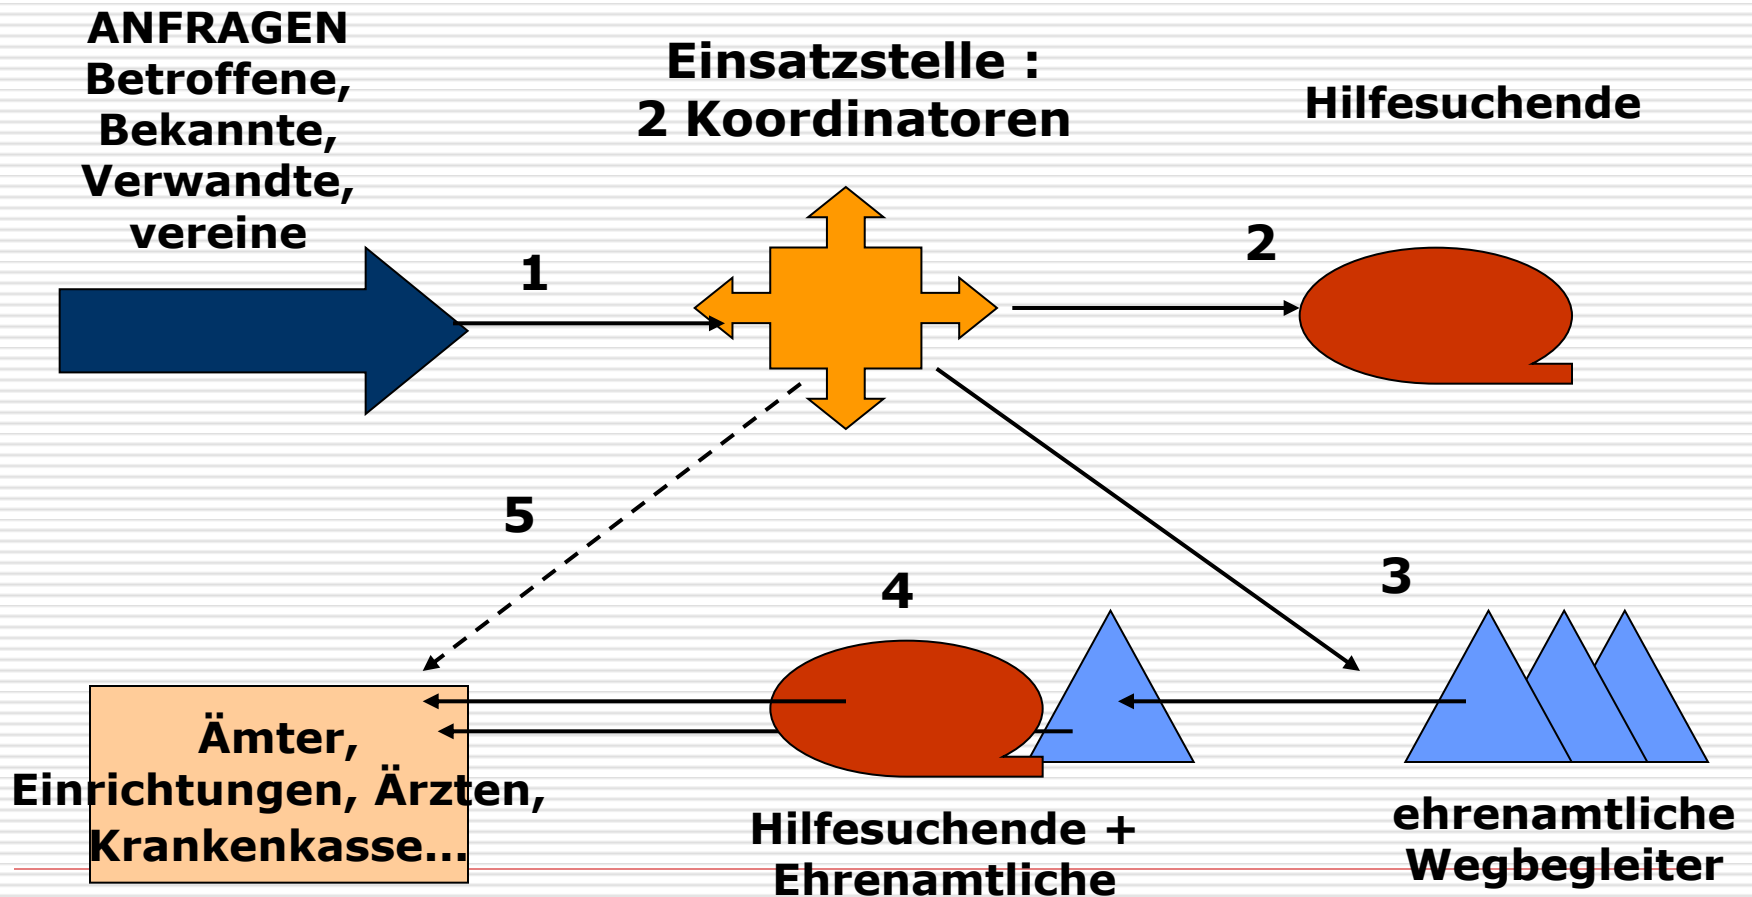 ANFRAGEN
Betroffene,
Bekannte,
Verwandte,
vereine
Einsatzstelle :
2 Koordinatoren
Hilfesuchende
1
2
5
4
3
Ämter,
Einrichtungen, Ärzten,
Krankenkasse...
Hilfesuchende +
Ehrenamtliche
ehrenamtliche
Wegbegleiter